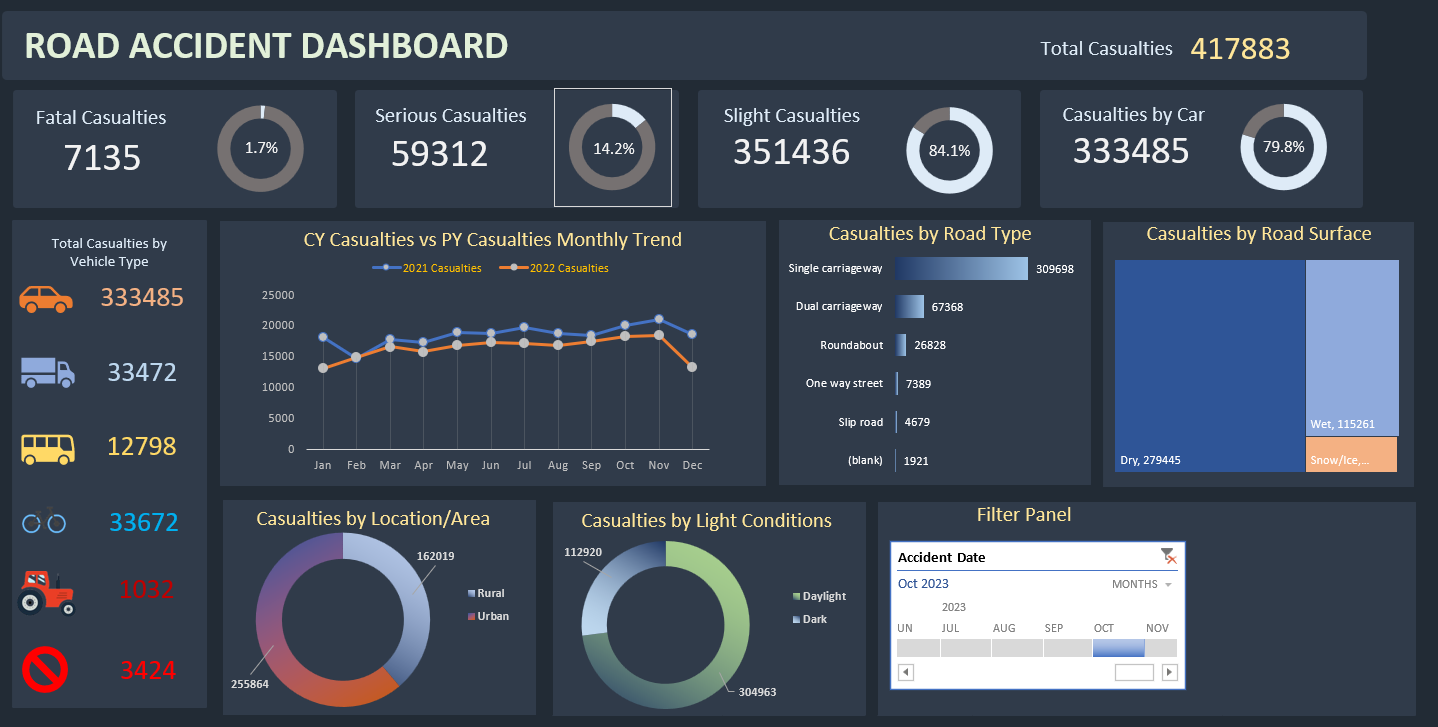 ROAD ACCIDENT DASHBOARD
Total Casualties 417883
Fatal Casualties
7135
1.7%
Serious Casualties
59312
14.2%
Slight Casualties
351436
84.1%
Casualties by Car
333485
79.8%
Total Casualties by
Vehicle Type
333485
33472
12798
33672
1032
3424
CY Casualties vs PY Casualties Monthly Trend
2021 Casualties 2022 Casualties
25000
20000
15000
10000
5000
0
Jan Feb Mar Apr May Jun Jul Aug Sep Oct Nov Dec
Casualties by Road Type
Single carriageway 309698
Dual carriageway 67368
Roundabout 26828
One way street 7389
Slip road 4679
(blank) 1921
Casualties by Road Surface
Dry, 279445
Wet, 115261
Snow/Ice,...
Casualties by Location/Area
162019
255864
Rural
Urban
Casualties by Light Conditions
112920
304963
Daylight
Dark
Filter Panel
Accident Date
Oct 2023 MONTHS
2023
UN JUL AUG SEP OCT NOV